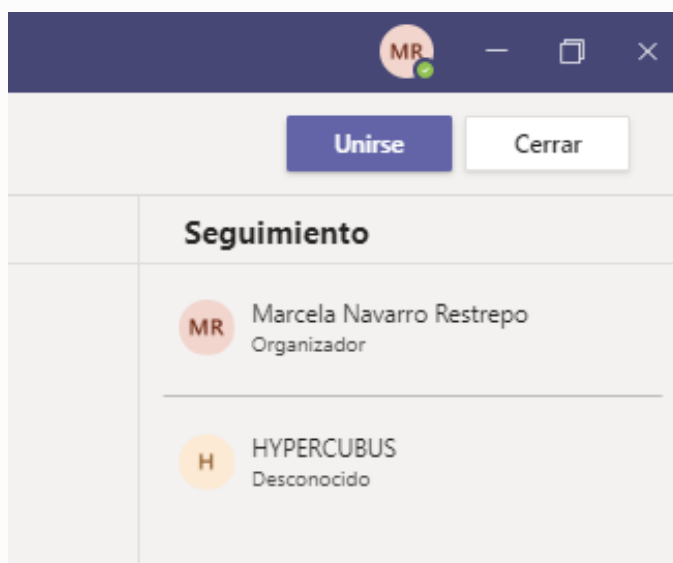 MR
Unirse
Cerrar
Seguimiento
MR
Marcela Navarro Restrepo
Organizador
H
HYPERCUBUS
Desconocido